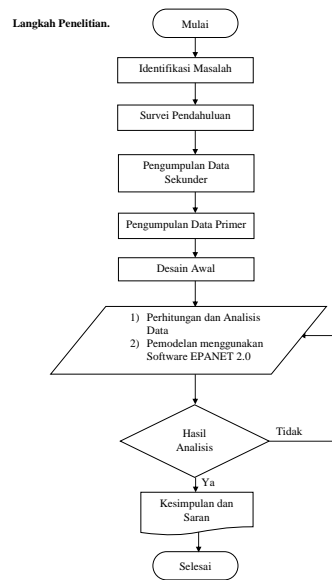 Langkah Penelitian.
Mulai
Identifikasi Masalah
Survei Pendahuluan
Pengumpulan Data
Sekunder
Pengumpulan Data Primer
Desain Awal
1) Perhitungan dan Analisis
Data
2) Pemodelan menggunakan
Software EPANET 2.0
Hasil
Analisis
Tidak
Ya
Kesimpulan dan
Saran
Selesai